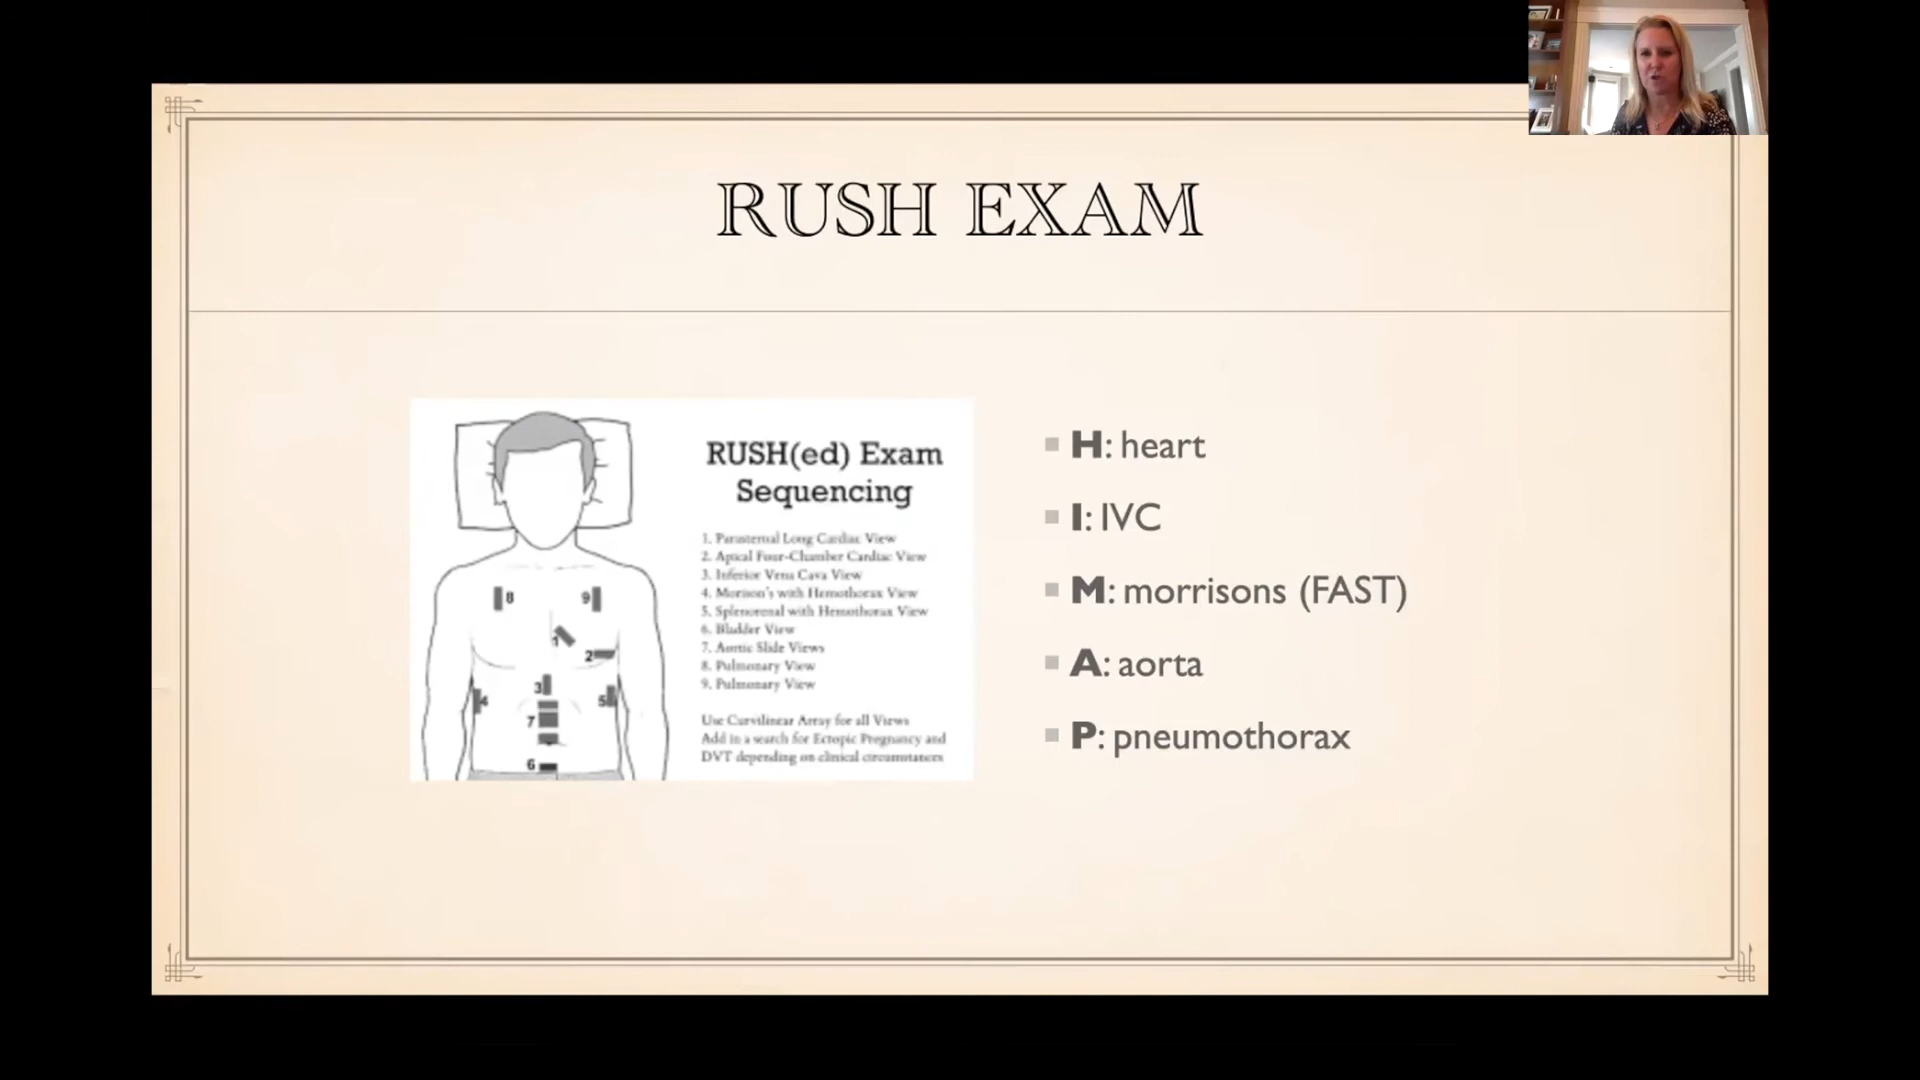 RUSH EXAM
RUSH(ed) Exam
Sequencing
1. Parasternal Long Cardiac View
2. Apical Four-Chamber Cardiac View
3. Inferior Vena Cava View
4. Morison's with Hemothorax View
5. Splenorenal with Hemothorax View
6. Bladder View
7. Aortic Slide Views
8. Pulmonary View
9. Pulmonary View
Use Curvilinear Array for all Views
Add in a search for Ectopic Pregnancy and
DVT depending on clinical circumstances
8
9
1
2
3
4
5
7
6
H: heart
I: IVC
M: morrisons (FAST)
A: aorta
P: pneumothorax